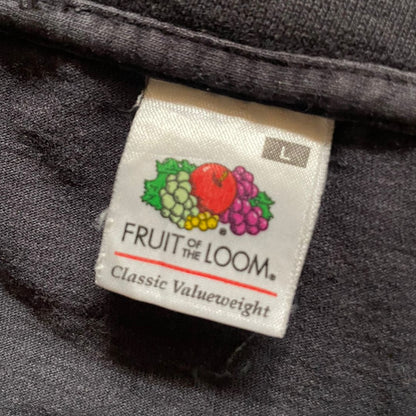 L
FRUIT OF THE LOOM®
Classic Valueweight